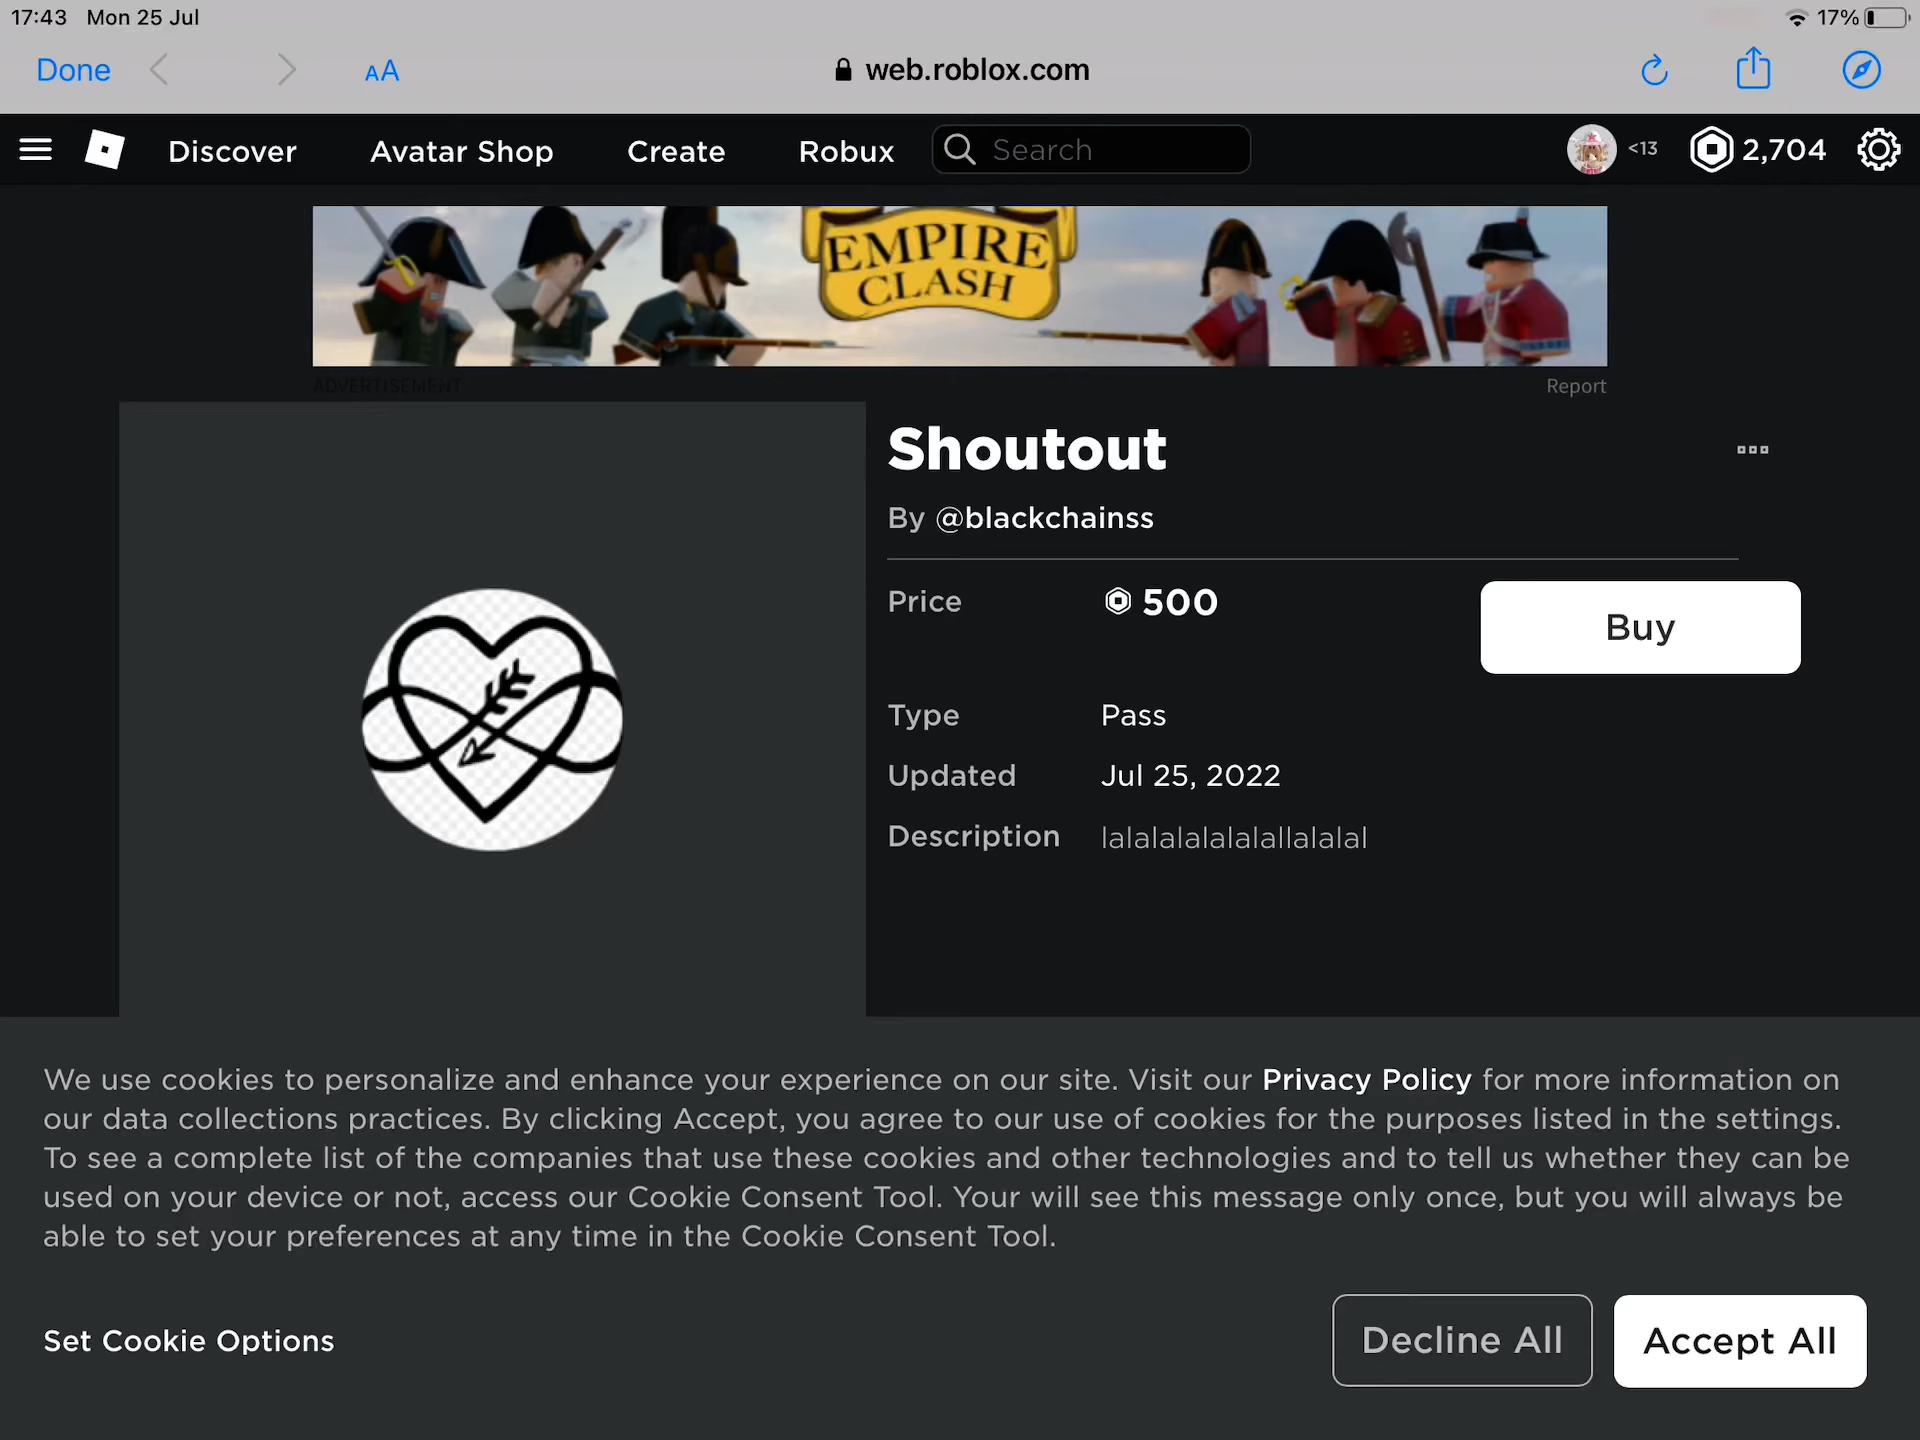 17:43 Mon 25 Jul 17%
Done AA web.roblox.com
Discover Avatar Shop Create Robux Search <13 2,704
EMPIRE
CLASH
ADVERTISEMENT Report
Shoutout
By @blackchainss
Price 500 Buy
Type Pass
Updated Jul 25, 2022
Description lalalalalalalallalalal
We use cookies to personalize and enhance your experience on our site. Visit our Privacy Policy for more information on
our data collections practices. By clicking Accept, you agree to our use of cookies for the purposes listed in the settings.
To see a complete list of the companies that use these cookies and other technologies and to tell us whether they can be
used on your device or not, access our Cookie Consent Tool. Your will see this message only once, but you will always be
able to set your preferences at any time in the Cookie Consent Tool.
Set Cookie Options Decline All Accept All